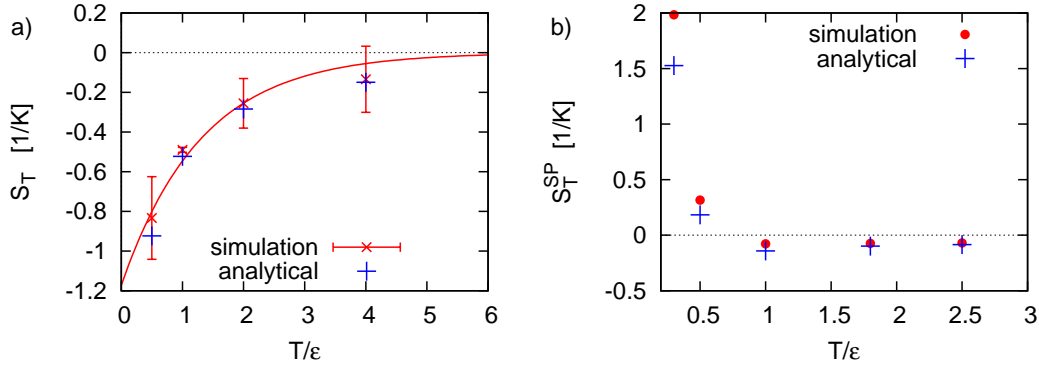 a)
0
-0.2
-0.4
-0.6
-0.8
-1
-1.2
S_T [1/K]
simulation
analytical
0 1 2 3 4 5 6
T/ε
b)
2
1.5
1
0.5
0
-0.5
S_T^SP [1/K]
simulation
analytical
0.5 1 1.5 2 2.5 3
T/ε